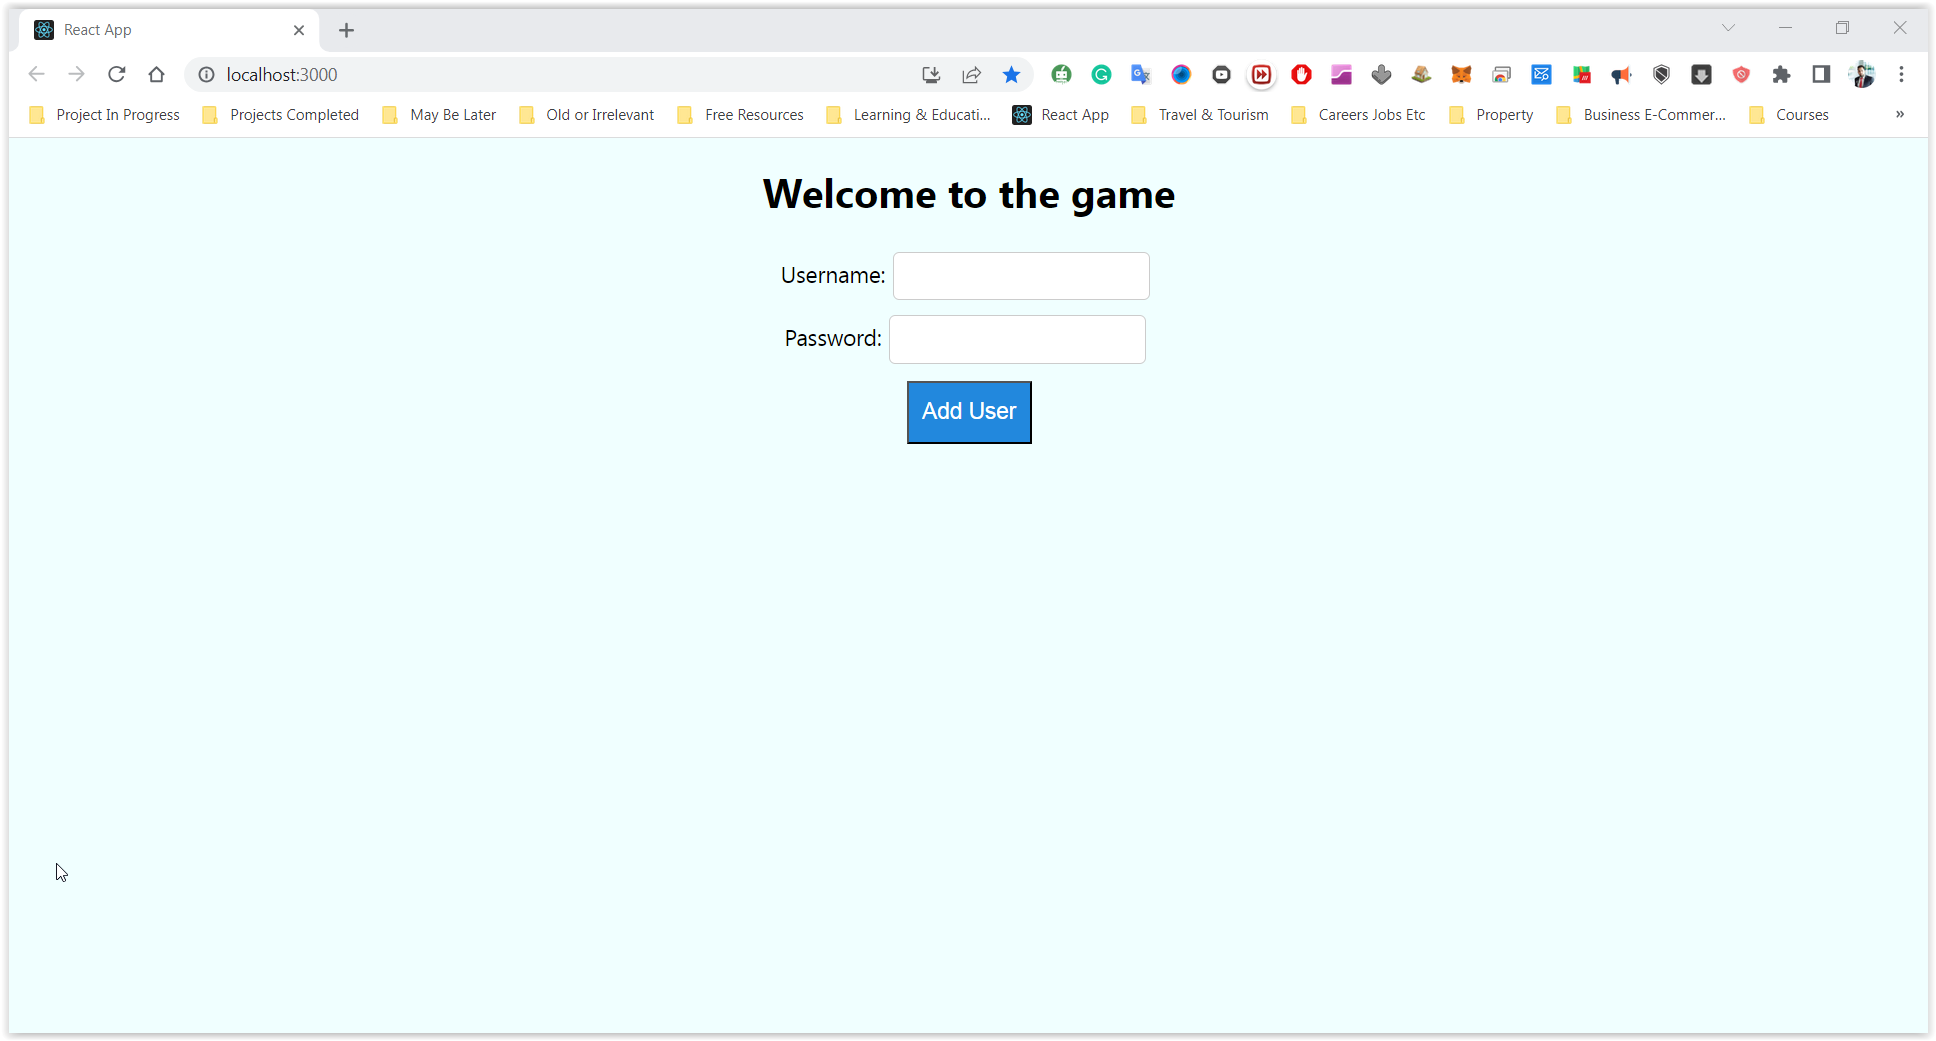 React App
localhost:3000
Project In Progress Projects Completed May Be Later Old or Irrelevant Free Resources Learning & Educati... React App Travel & Tourism Careers Jobs Etc Property Business E-Commer... Courses »
Welcome to the game
Username:
Password:
Add User